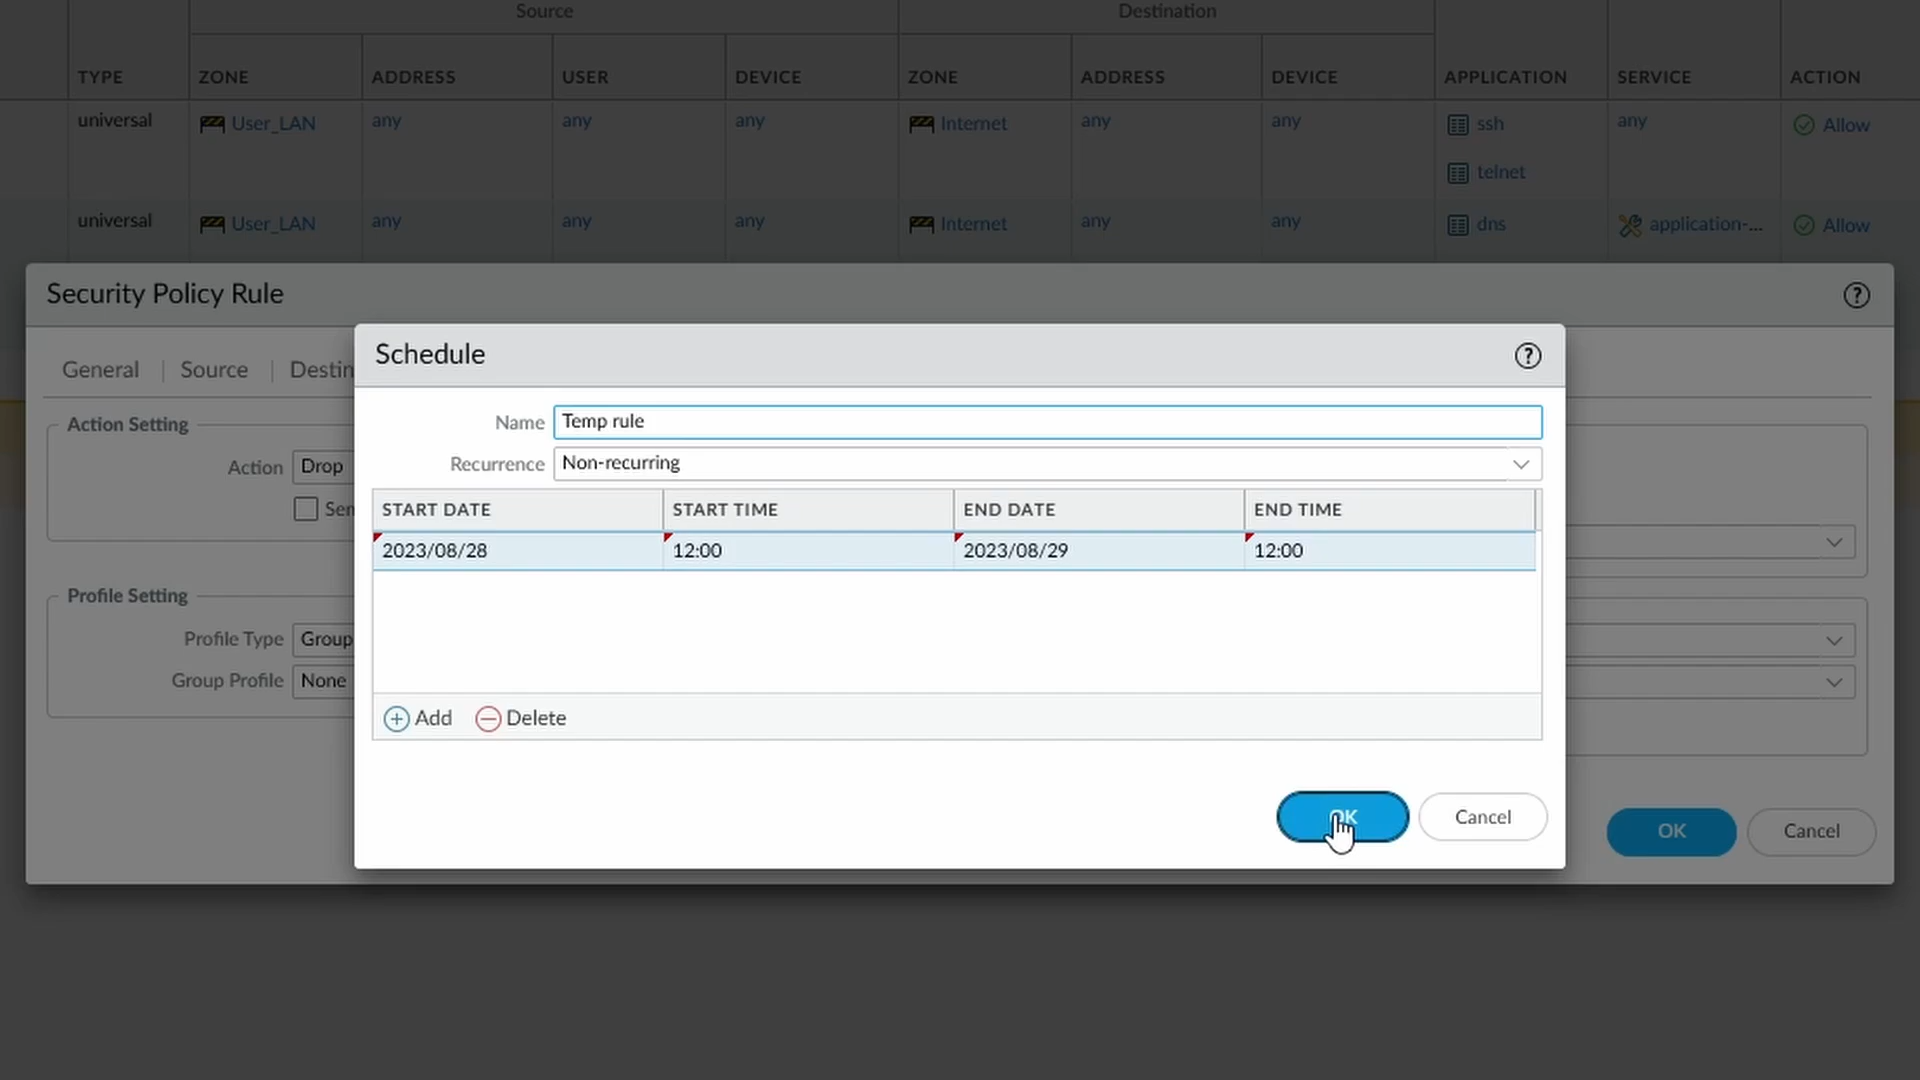 Source Destination
TYPE ZONE ADDRESS USER DEVICE ZONE ADDRESS DEVICE APPLICATION SERVICE ACTION
universal User_LAN any any any Internet any any ssh any Allow
telnet
universal User_LAN any any any Internet any any dns application-... Allow
Security Policy Rule
General Source Destin
Schedule
Name Temp rule
Recurrence Non-recurring
START DATE START TIME END DATE END TIME
2023/08/28 12:00 2023/08/29 12:00
Add Delete
OK Cancel
Action Setting
Action Drop
Sen
Profile Setting
Profile Type Group
Group Profile None
OK Cancel